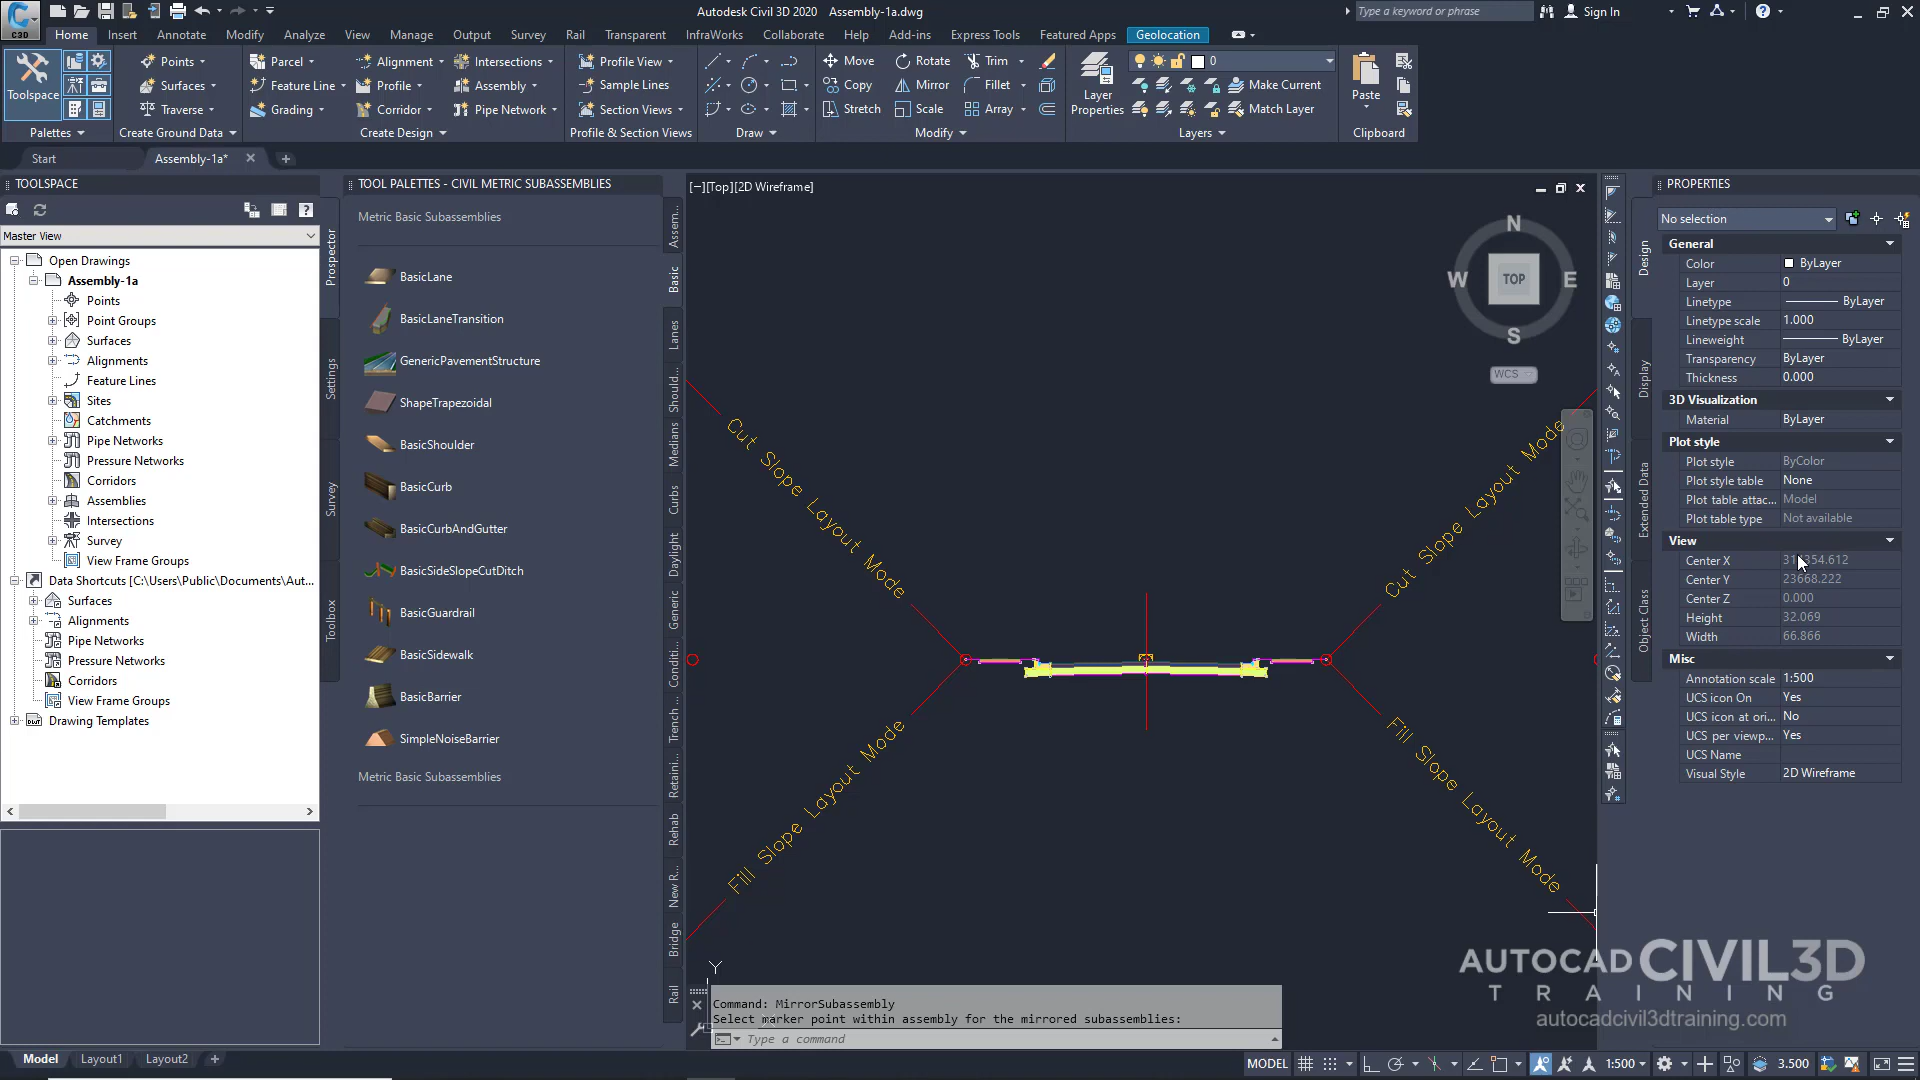 C3D
Autodesk Civil 3D 2020 Assembly-1a.dwg
Type a keyword or phrase
Sign In
Home Insert Annotate Modify Analyze View Manage Output Survey Rail Transparent InfraWorks Collaborate Help Add-ins Express Tools Featured Apps Geolocation
Toolspace
Points
Surfaces
Traverse
Parcel
Feature Line
Grading
Alignment
Profile
Corridor
Intersections
Assembly
Pipe Network
Profile View
Sample Lines
Section Views
Move
Copy
Stretch
Rotate
Mirror
Scale
Trim
Fillet
Array
Layer
Properties
0
Make Current
Match Layer
Paste
Palettes
Create Ground Data
Create Design
Profile & Section Views
Draw
Modify
Layers
Clipboard
Start
Assembly-1a*
TOOLSPACE
Master View
Open Drawings
Assembly-1a
Points
Point Groups
Surfaces
Alignments
Feature Lines
Sites
Catchments
Pipe Networks
Pressure Networks
Corridors
Assemblies
Intersections
Survey
View Frame Groups
Data Shortcuts [C:\Users\Public\Documents\Aut...
Surfaces
Alignments
Pipe Networks
Pressure Networks
Corridors
View Frame Groups
Drawing Templates
Prospector
Settings
Survey
Toolbox
TOOL PALETTES - CIVIL METRIC SUBASSEMBLIES
Metric Basic Subassemblies
BasicLane
BasicLaneTransition
GenericPavementStructure
ShapeTrapezoidal
BasicShoulder
BasicCurb
BasicCurbAndGutter
BasicSideSlopeCutDitch
BasicGuardrail
BasicSidewalk
BasicBarrier
SimpleNoiseBarrier
Metric Basic Subassemblies
Assem...
Basic
Lanes
Should...
Medians
Curbs
Daylight
Generic
Conditi...
Trench ...
Retaini...
Rehab
New R...
Bridge
Rail
[−][Top][2D Wireframe]
N
W
TOP
E
S
WCS
Cut Slope Layout Mode
Cut Slope Layout Mode
Fill Slope Layout Mode
Fill Slope Layout Mode
Y
Command: MirrorSubassembly
Select marker point within assembly for the mirrored subassemblies:
Type a command
PROPERTIES
No selection
Design
Display
Extended Data
Object Class
General
Color ByLayer
Layer 0
Linetype ByLayer
Linetype scale 1.000
Lineweight ByLayer
Transparency ByLayer
Thickness 0.000
3D Visualization
Material ByLayer
Plot style
Plot style ByColor
Plot style table None
Plot table attac... Model
Plot table type Not available
View
Center X
Center Y 23668.222
Center Z 0.000
Height 32.069
Width 66.866
Misc
Annotation scale 1:500
UCS icon On Yes
UCS icon at ori... No
UCS per viewp... Yes
UCS Name
Visual Style 2D Wireframe
AUTOCAD CIVIL3D
TRAINING
autocadcivil3dtraining.com
Model Layout1 Layout2
MODEL
1:500
3.500